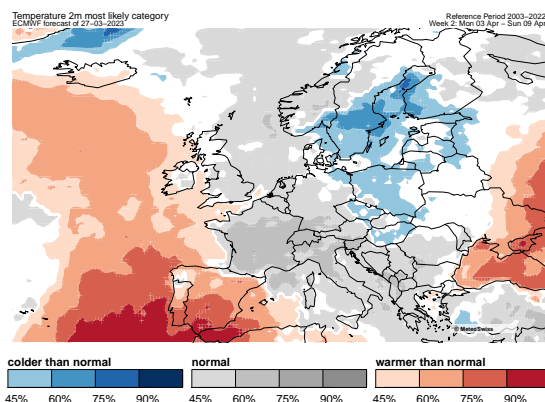 Temperature 2m most likely category
ECMWF forecast of 27–03–2023
Reference Period 2003–2022
Week 2: Mon 03 Apr – Sun 09 Apr
© MeteoSwiss
colder than normal normal warmer than normal
45% 60% 75% 90% 45% 60% 75% 90% 45% 60% 75% 90%